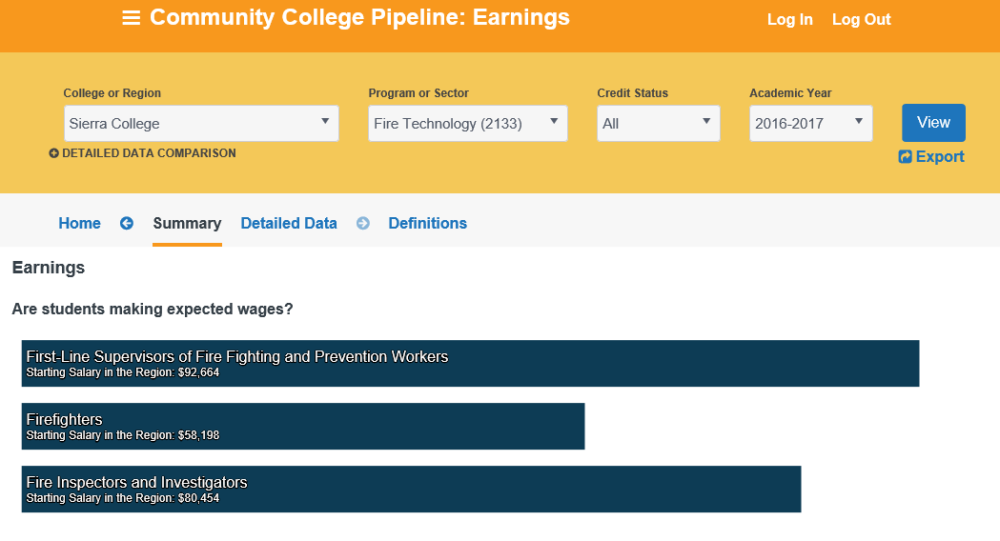 Community College Pipeline: Earnings
Log In Log Out
College or Region Program or Sector Credit Status Academic Year
Sierra College Fire Technology (2133) All 2016-2017 View
DETAILED DATA COMPARISON Export
Home Summary Detailed Data Definitions
Earnings
Are students making expected wages?
First-Line Supervisors of Fire Fighting and Prevention Workers
Starting Salary in the Region: $92,664
Firefighters
Starting Salary in the Region: $58,198
Fire Inspectors and Investigators
Starting Salary in the Region: $80,454